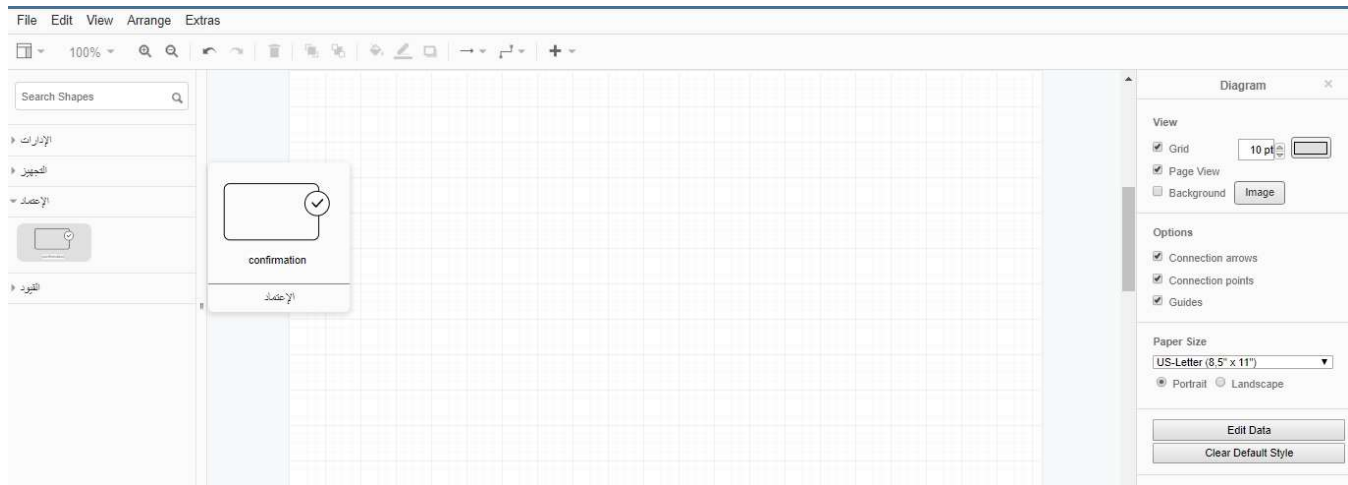 File Edit View Arrange Extras
100%
Search Shapes
الإدارات
التجهيز
الإعتماد
القيود
confirmation
الإعتماد
Diagram
View
Grid 10 pt
Page View
Background Image
Options
Connection arrows
Connection points
Guides
Paper Size
US-Letter (8,5" x 11")
Portrait Landscape
Edit Data
Clear Default Style